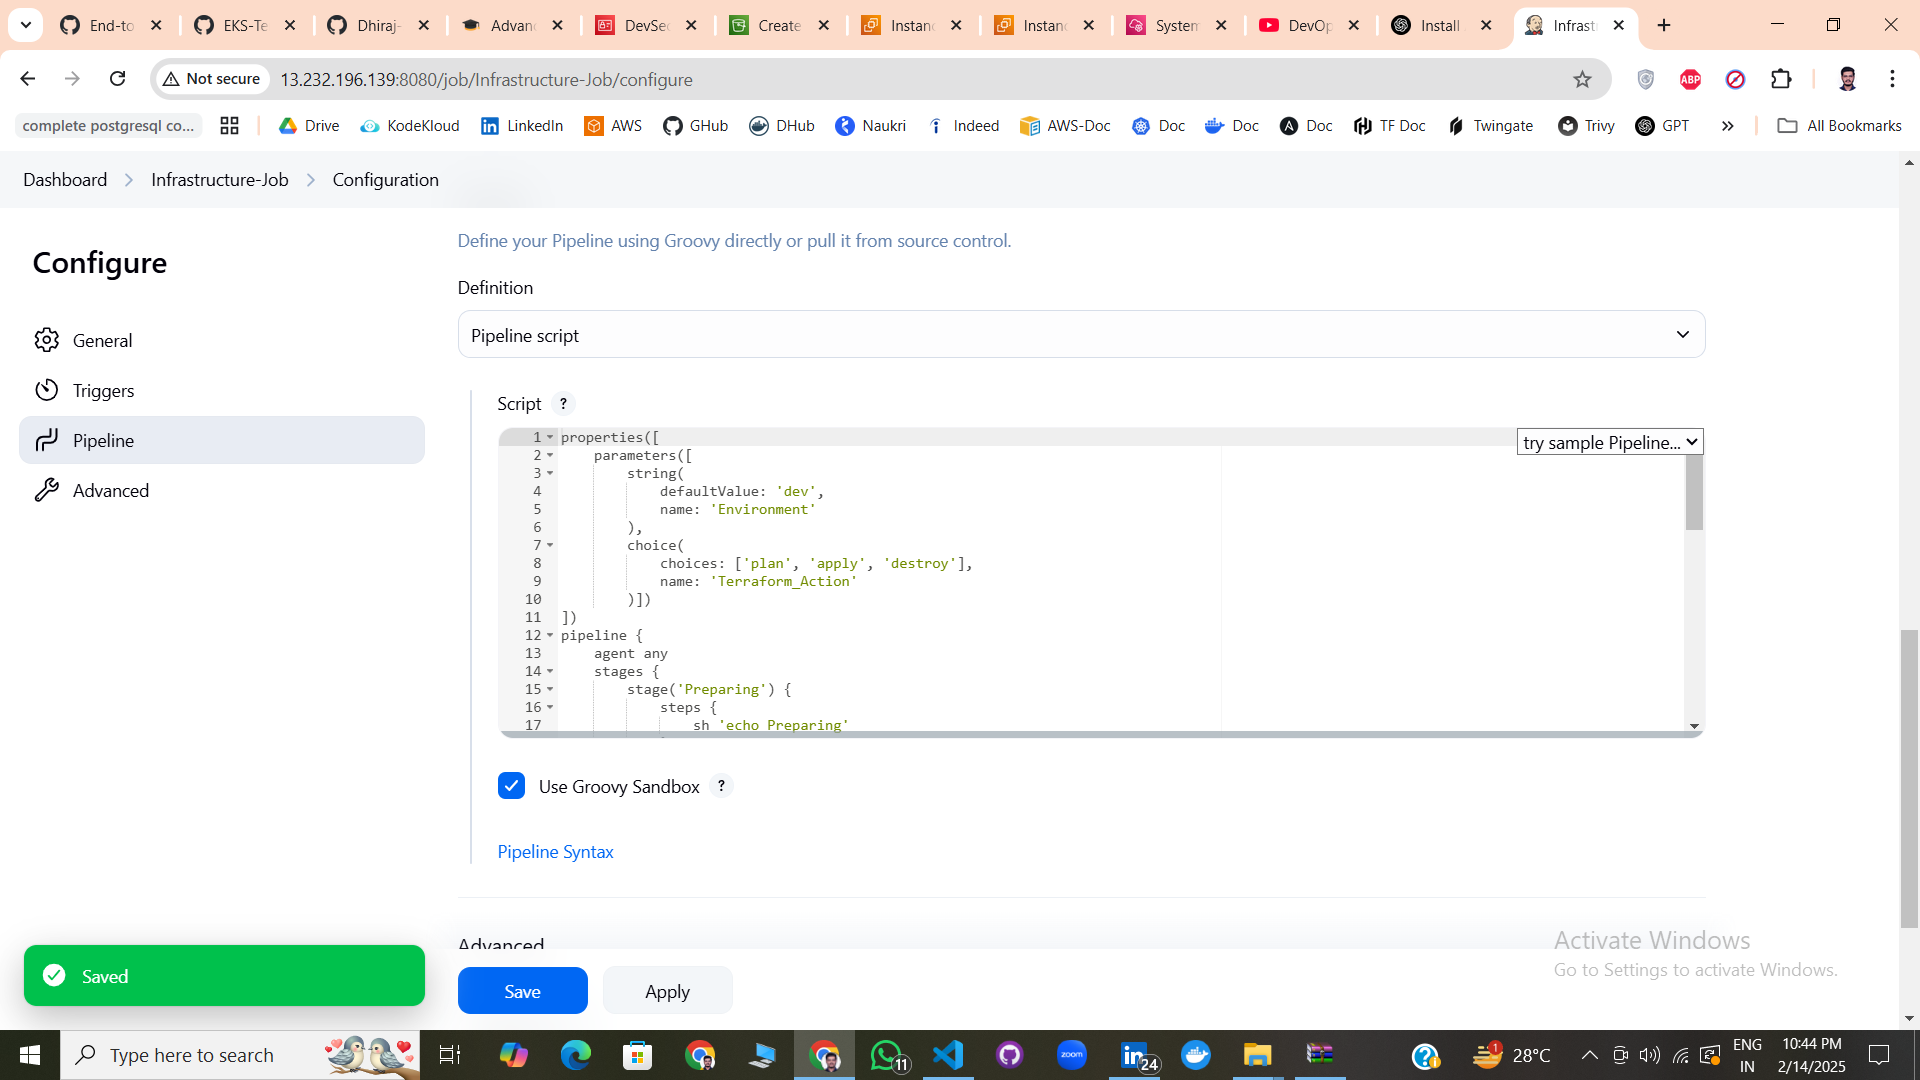 End-to
EKS-Te
Dhiraj-
Advan
DevSec
Create
Instanc
Instanc
System
DevOp
Install
Infrast
Not secure
13.232.196.139:8080/job/Infrastructure-Job/configure
ABP
complete postgresql co...
Drive
KodeKloud
LinkedIn
AWS
GHub
DHub
Naukri
Indeed
AWS-Doc
Doc
Doc
Doc
TF Doc
Twingate
Trivy
GPT
All Bookmarks
Dashboard
Infrastructure-Job
Configuration
Configure
General
Triggers
Pipeline
Advanced
Define your Pipeline using Groovy directly or pull it from source control.
Definition
Pipeline script
Script ?
try sample Pipeline...
1 properties([
2 parameters([
3 string(
4 defaultValue: 'dev',
5 name: 'Environment'
6 ),
7 choice(
8 choices: ['plan', 'apply', 'destroy'],
9 name: 'Terraform_Action'
10 )])
11 ])
12 pipeline {
13 agent any
14 stages {
15 stage('Preparing') {
16 steps {
17 sh 'echo Preparing'
Use Groovy Sandbox ?
Pipeline Syntax
Advanced
Saved
Save
Apply
Activate Windows
Go to Settings to activate Windows.
Type here to search
zoom
11
24
1
28°C
ENG
IN
10:44 PM
2/14/2025